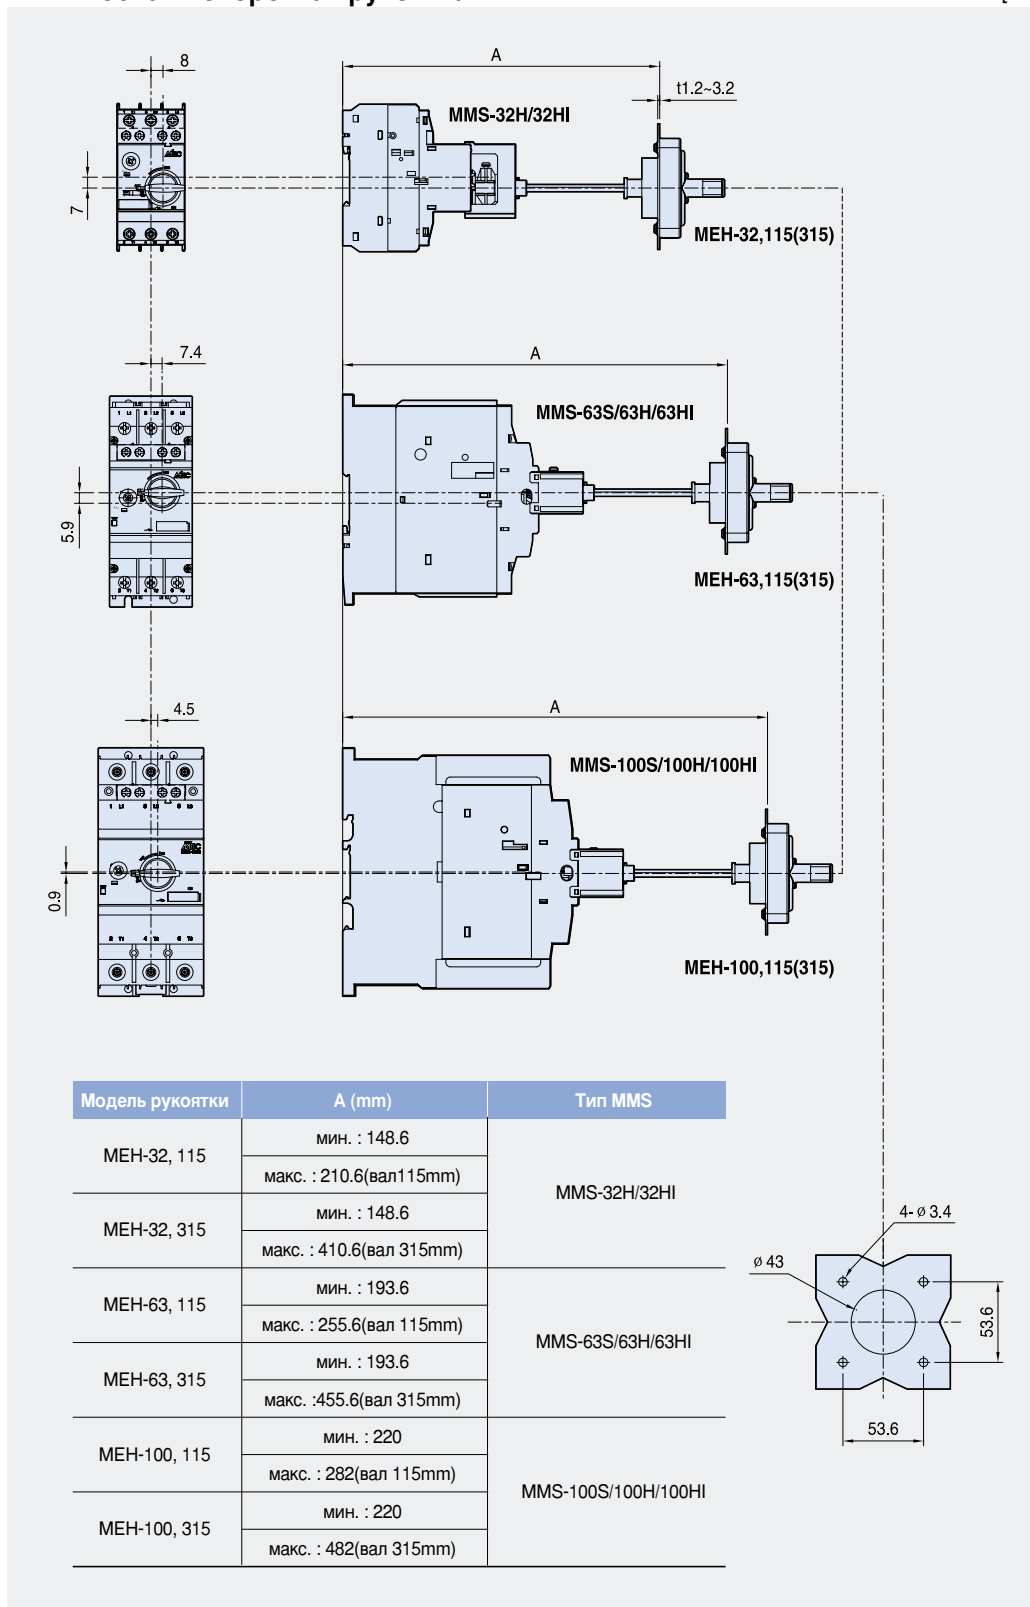 8
A
t1.2~3.2
MMS-32H/32HI
7
MEH-32,115(315)
7.4
A
MMS-63S/63H/63HI
5.9
MEH-63,115(315)
4.5
A
MMS-100S/100H/100HI
0.9
MEH-100,115(315)
Модель рукоятки A (mm) Тип MMS
MEH-32, 115 мин. : 148.6
макс. : 210.6(вал115mm)
MMS-32H/32HI
MEH-32, 315 мин. : 148.6
макс. : 410.6(вал 315mm)
MEH-63, 115 мин. : 193.6
макс. : 255.6(вал 115mm)
MMS-63S/63H/63HI
MEH-63, 315 мин. : 193.6
макс. :455.6(вал 315mm)
MEH-100, 115 мин. : 220
макс. : 282(вал 115mm)
MMS-100S/100H/100HI
MEH-100, 315 мин. : 220
макс. : 482(вал 315mm)
4- ø 3.4
ø 43
53.6
53.6